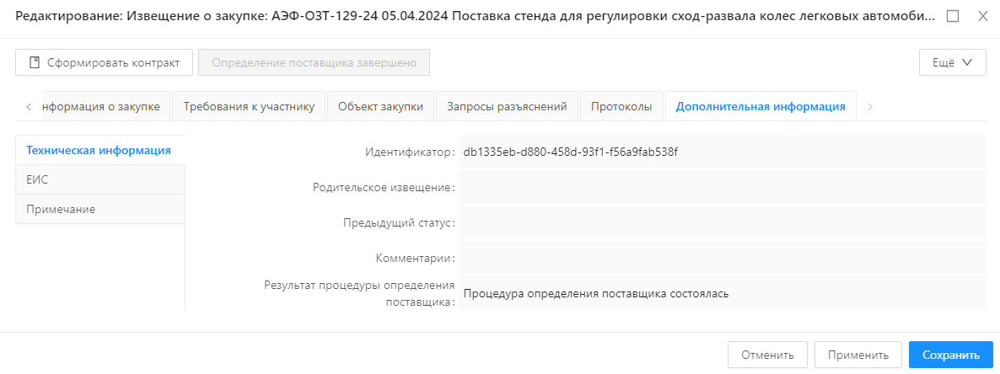 Редактирование: Извещение о закупке: АЭФ-ОЗТ-129-24 05.04.2024 Поставка стенда для регулировки сход-развала колес легковых автомоби...
Сформировать контракт
Определение поставщика завершено
Ещё
нформация о закупке
Требования к участнику
Объект закупки
Запросы разъяснений
Протоколы
Дополнительная информация
Техническая информация
ЕИС
Примечание
Идентификатор: db1335eb-d880-458d-93f1-f56a9fab538f
Родительское извещение:
Предыдущий статус:
Комментарии:
Результат процедуры определения
поставщика: Процедура определения поставщика состоялась
Отменить
Применить
Сохранить